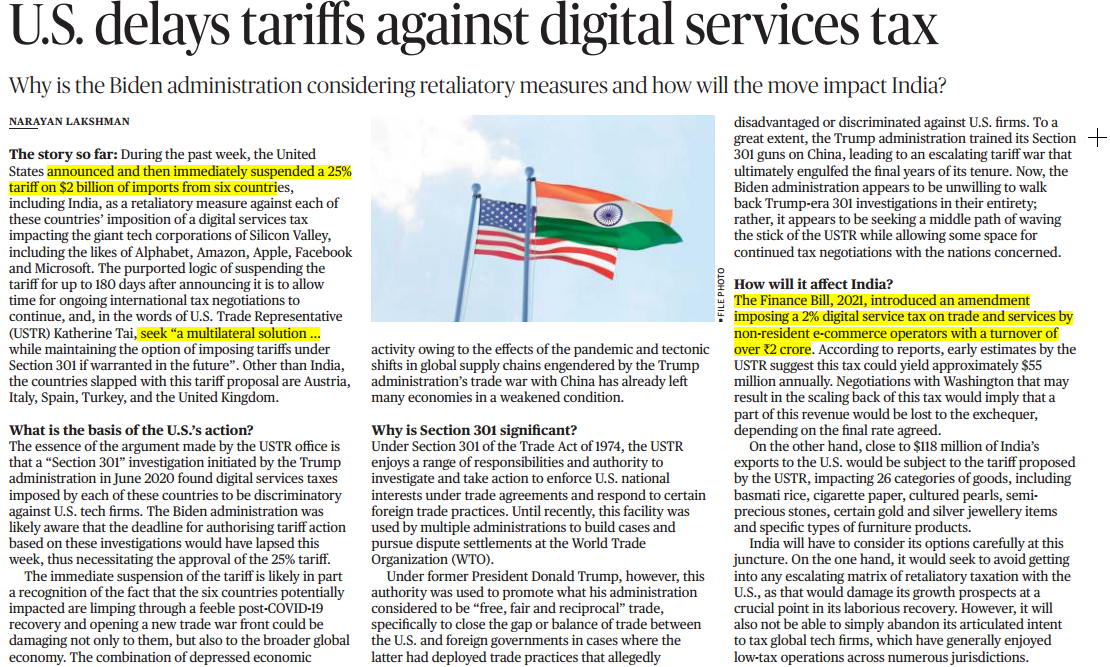 U.S. delays tariffs against digital services tax
Why is the Biden administration considering retaliatory measures and how will the move impact India?
NARAYAN LAKSHMAN
The story so far: During the past week, the United
States announced and then immediately suspended a 25%
tariff on $2 billion of imports from six countries,
including India, as a retaliatory measure against each of
these countries’ imposition of a digital services tax
impacting the giant tech corporations of Silicon Valley,
including the likes of Alphabet, Amazon, Apple, Facebook
and Microsoft. The purported logic of suspending the
tariff for up to 180 days after announcing it is to allow
time for ongoing international tax negotiations to
continue, and, in the words of U.S. Trade Representative
(USTR) Katherine Tai, seek “a multilateral solution ...
while maintaining the option of imposing tariffs under
Section 301 if warranted in the future”. Other than India,
the countries slapped with this tariff proposal are Austria,
Italy, Spain, Turkey, and the United Kingdom.
What is the basis of the U.S.’s action?
The essence of the argument made by the USTR office is
that a “Section 301” investigation initiated by the Trump
administration in June 2020 found digital services taxes
imposed by each of these countries to be discriminatory
against U.S. tech firms. The Biden administration was
likely aware that the deadline for authorising tariff action
based on these investigations would have lapsed this
week, thus necessitating the approval of the 25% tariff.
The immediate suspension of the tariff is likely in part
a recognition of the fact that the six countries potentially
impacted are limping through a feeble post-COVID-19
recovery and opening a new trade war front could be
damaging not only to them, but also to the broader global
economy. The combination of depressed economic
■ FILE PHOTO
activity owing to the effects of the pandemic and tectonic
shifts in global supply chains engendered by the Trump
administration’s trade war with China has already left
many economies in a weakened condition.
Why is Section 301 significant?
Under Section 301 of the Trade Act of 1974, the USTR
enjoys a range of responsibilities and authority to
investigate and take action to enforce U.S. national
interests under trade agreements and respond to certain
foreign trade practices. Until recently, this facility was
used by multiple administrations to build cases and
pursue dispute settlements at the World Trade
Organization (WTO).
Under former President Donald Trump, however, this
authority was used to promote what his administration
considered to be “free, fair and reciprocal” trade,
specifically to close the gap or balance of trade between
the U.S. and foreign governments in cases where the
latter had deployed trade practices that allegedly
disadvantaged or discriminated against U.S. firms. To a
great extent, the Trump administration trained its Section
301 guns on China, leading to an escalating tariff war that
ultimately engulfed the final years of its tenure. Now, the
Biden administration appears to be unwilling to walk
back Trump-era 301 investigations in their entirety;
rather, it appears to be seeking a middle path of waving
the stick of the USTR while allowing some space for
continued tax negotiations with the nations concerned.
How will it affect India?
The Finance Bill, 2021, introduced an amendment
imposing a 2% digital service tax on trade and services by
non-resident e-commerce operators with a turnover of
over ₹2 crore. According to reports, early estimates by the
USTR suggest this tax could yield approximately $55
million annually. Negotiations with Washington that may
result in the scaling back of this tax would imply that a
part of this revenue would be lost to the exchequer,
depending on the final rate agreed.
On the other hand, close to $118 million of India’s
exports to the U.S. would be subject to the tariff proposed
by the USTR, impacting 26 categories of goods, including
basmati rice, cigarette paper, cultured pearls, semi-
precious stones, certain gold and silver jewellery items
and specific types of furniture products.
India will have to consider its options carefully at this
juncture. On the one hand, it would seek to avoid getting
into any escalating matrix of retaliatory taxation with the
U.S., as that would damage its growth prospects at a
crucial point in its laborious recovery. However, it will
also not be able to simply abandon its articulated intent
to tax global tech firms, which have generally enjoyed
low-tax operations across numerous jurisdictions.